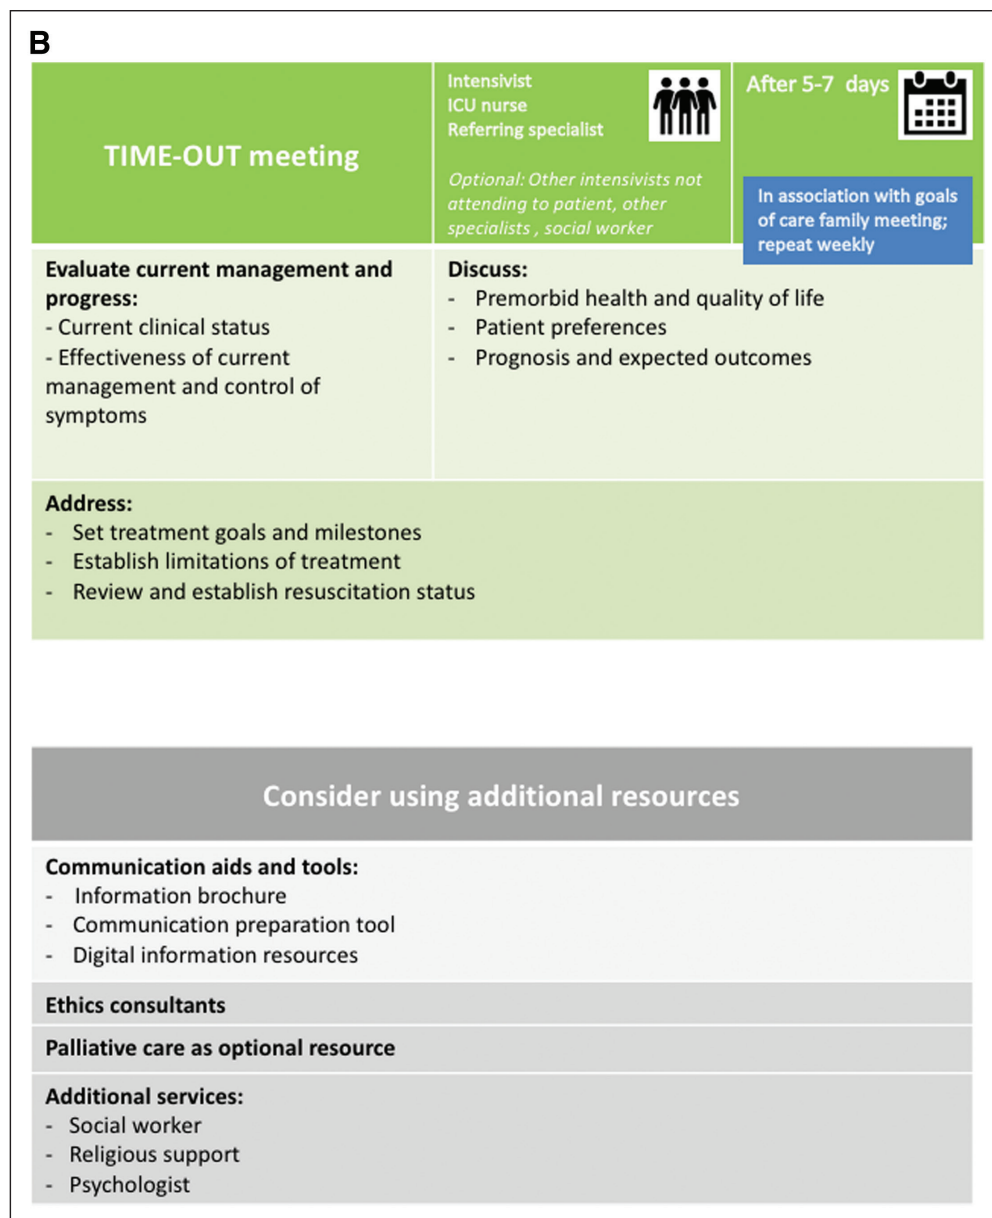 B
TIME-OUT meeting
Intensivist
ICU nurse
Referring specialist
Optional: Other intensivists not
attending to patient, other
specialists , social worker
After 5-7 days
In association with goals
of care family meeting;
repeat weekly
Evaluate current management and
progress:
- Current clinical status
- Effectiveness of current
management and control of
symptoms
Discuss:
- Premorbid health and quality of life
- Patient preferences
- Prognosis and expected outcomes
Address:
- Set treatment goals and milestones
- Establish limitations of treatment
- Review and establish resuscitation status
Consider using additional resources
Communication aids and tools:
- Information brochure
- Communication preparation tool
- Digital information resources
Ethics consultants
Palliative care as optional resource
Additional services:
- Social worker
- Religious support
- Psychologist